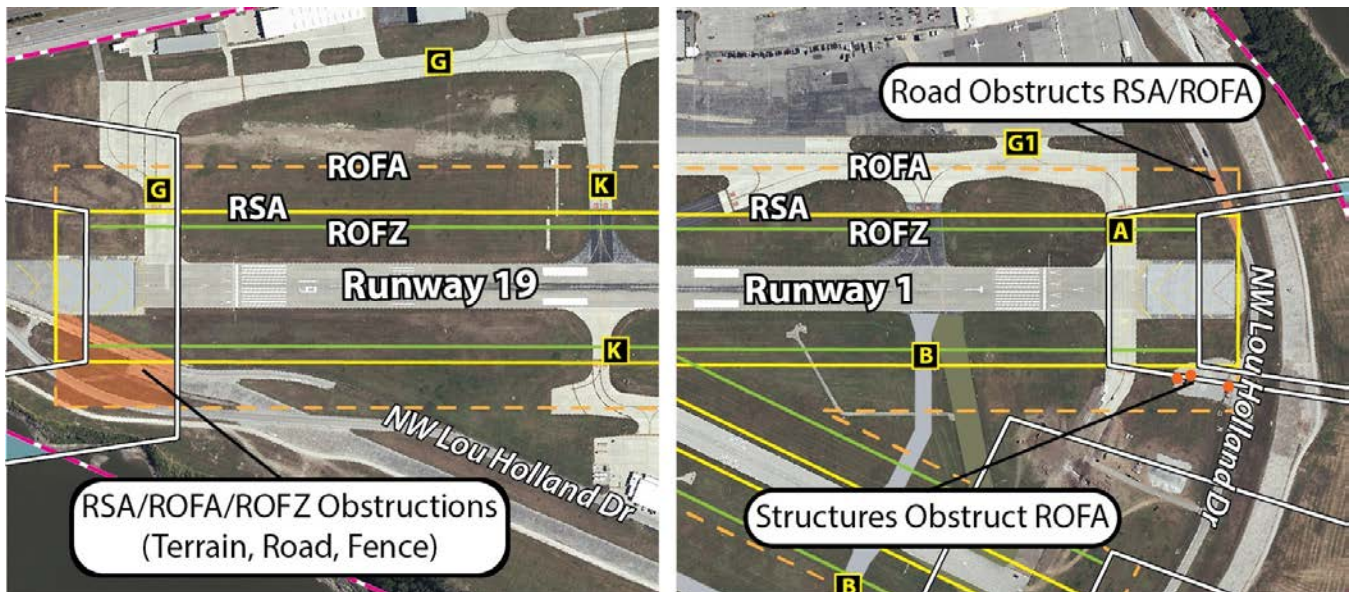 G
ROFA
G
K
RSA
ROFZ
Runway 19
K
NW Lou Holland Dr
RSA/ROFA/ROFZ Obstructions
(Terrain, Road, Fence)
Road Obstructs RSA/ROFA
G1
ROFA
RSA
A
ROFZ
Runway 1
B
NW Lou Holland Dr
Structures Obstruct ROFA
B